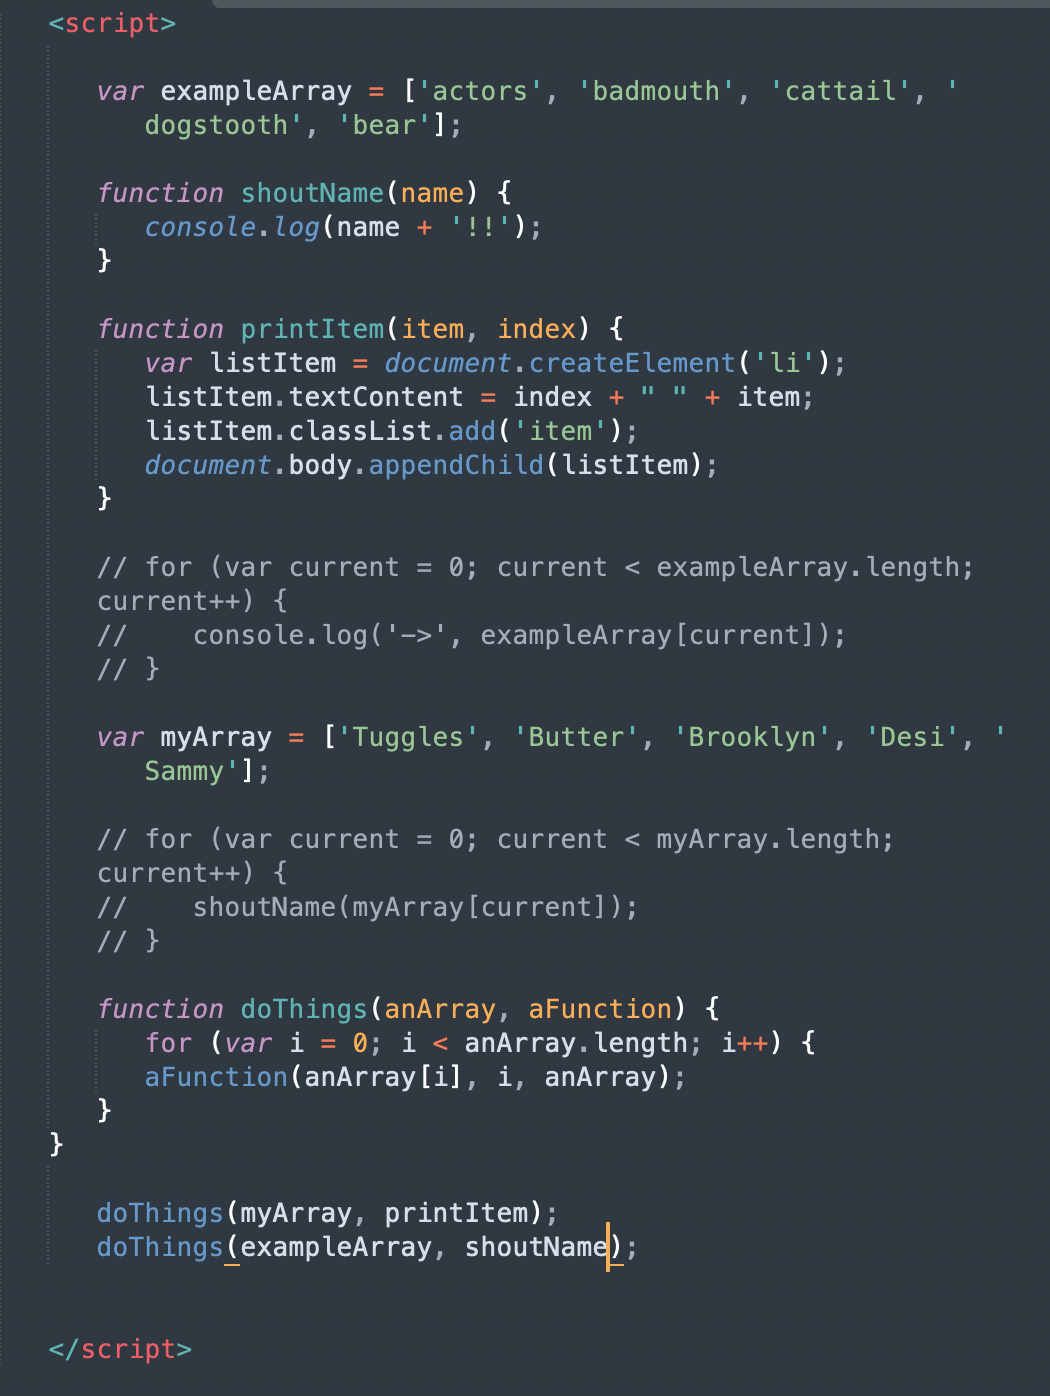 <script>
var exampleArray = ['actors', 'badmouth', 'cattail', '
dogstooth', 'bear'];
function shoutName(name) {
console.log(name + '!!');
}
function printItem(item, index) {
var listItem = document.createElement('li');
listItem.textContent = index + " " + item;
listItem.classList.add('item');
document.body.appendChild(listItem);
}
// for (var current = 0; current < exampleArray.length;
current++) {
//    console.log('->', exampleArray[current]);
// }
var myArray = ['Tuggles', 'Butter', 'Brooklyn', 'Desi', '
Sammy'];
// for (var current = 0; current < myArray.length;
current++) {
//    shoutName(myArray[current]);
// }
function doThings(anArray, aFunction) {
for (var i = 0; i < anArray.length; i++) {
aFunction(anArray[i], i, anArray);
}
}
doThings(myArray, printItem);
doThings(exampleArray, shoutName);
</script>